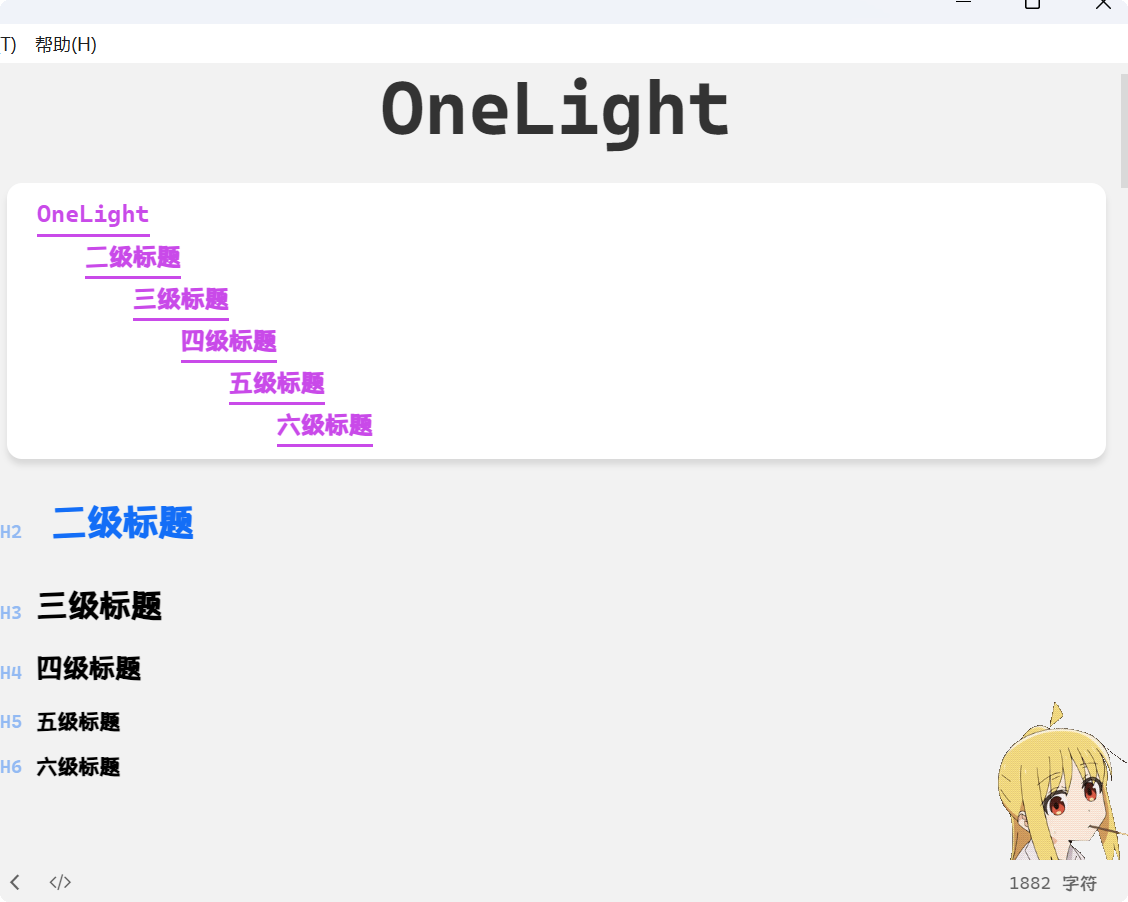 T) 帮助(H)
OneLight
OneLight
二级标题
三级标题
四级标题
五级标题
六级标题
H2 二级标题
H3 三级标题
H4 四级标题
H5 五级标题
H6 六级标题
</> 1882 字符